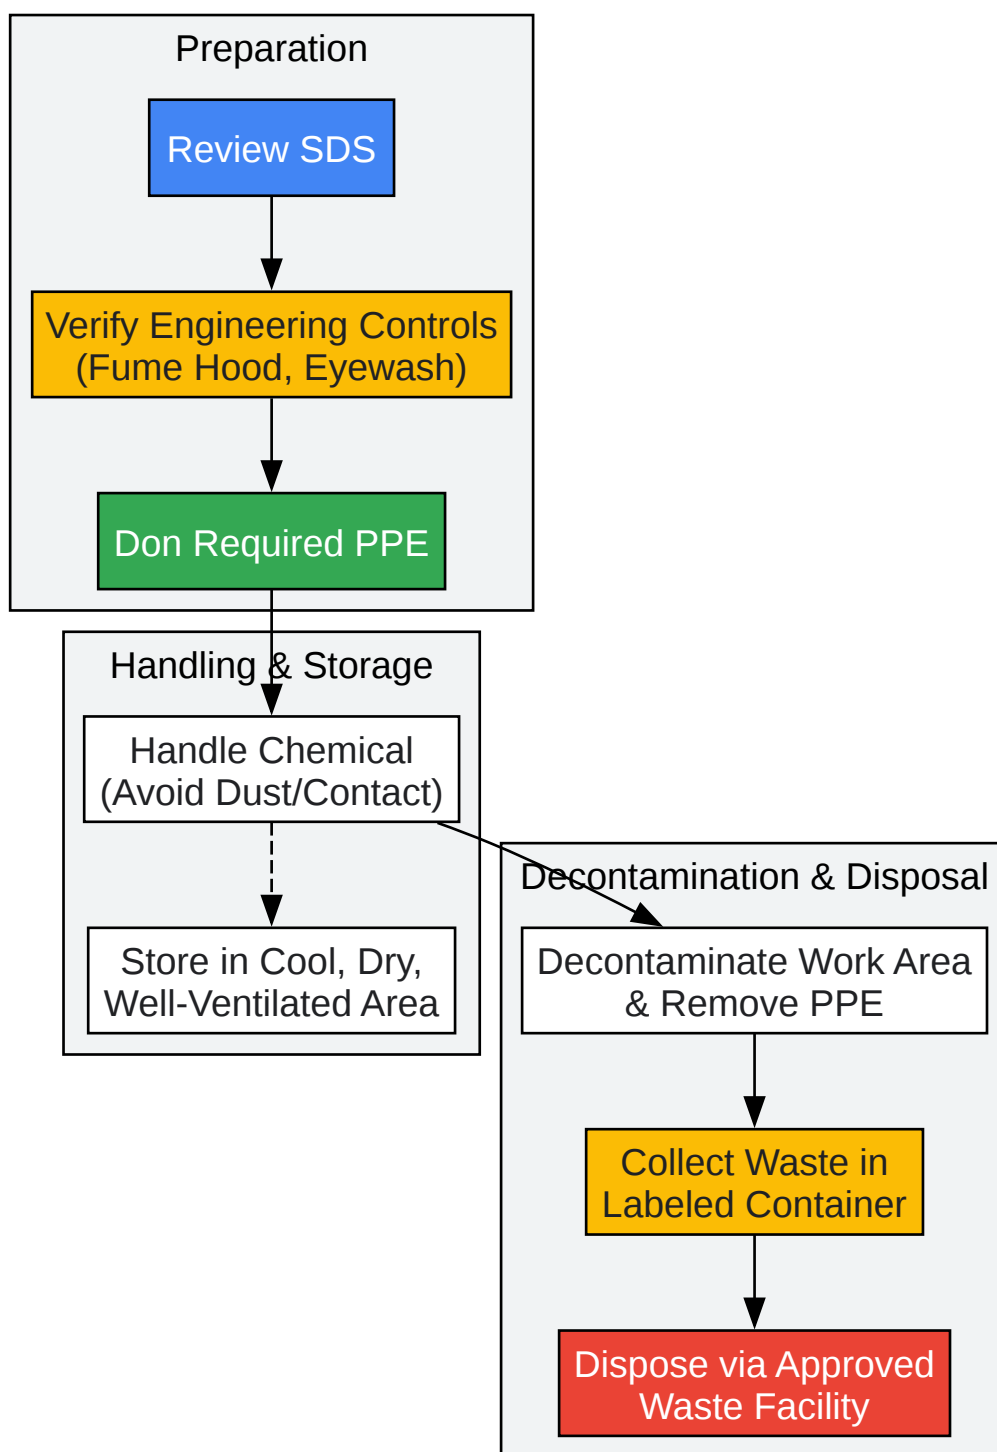 Preparation
Review SDS
Verify Engineering Controls
(Fume Hood, Eyewash)
Don Required PPE
Handling & Storage
Handle Chemical
(Avoid Dust/Contact)
Store in Cool, Dry,
Well-Ventilated Area
Decontamination & Disposal
Decontaminate Work Area
& Remove PPE
Collect Waste in
Labeled Container
Dispose via Approved
Waste Facility